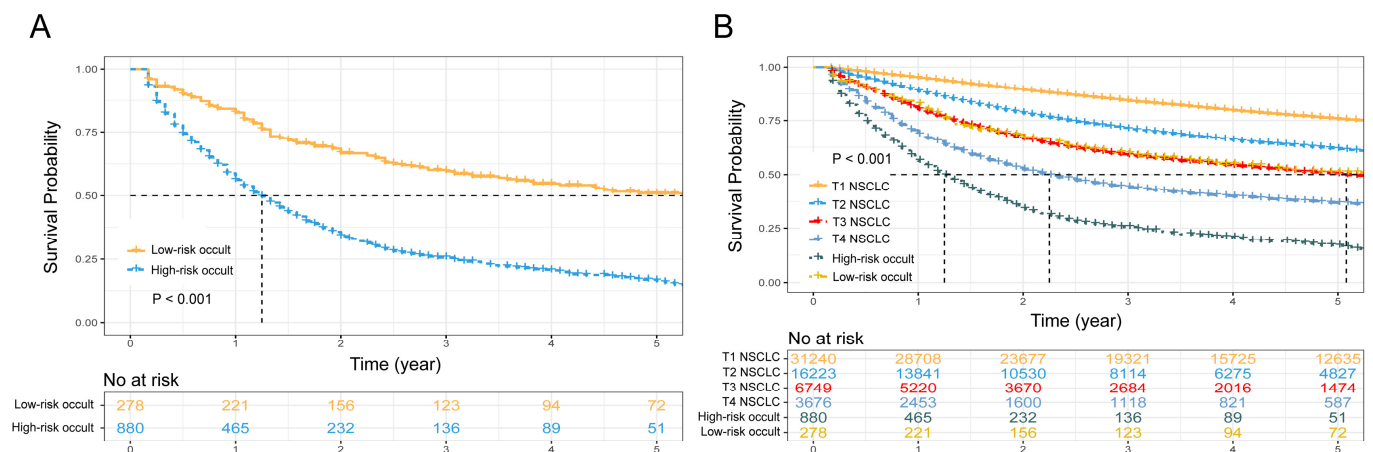 A
1.00
0.75
0.50
0.25
0.00
Survival Probability
Low-risk occult
High-risk occult
P < 0.001
0 1 2 3 4 5
Time (year)
No at risk
Low-risk occult 278 221 156 123 94 72
High-risk occult 880 465 232 136 89 51
0 1 2 3 4 5
B
1.00
0.75
0.50
0.25
0.00
Survival Probability
P < 0.001
T1 NSCLC
T2 NSCLC
T3 NSCLC
T4 NSCLC
High-risk occult
Low-risk occult
0 1 2 3 4 5
Time (year)
No at risk
T1 NSCLC 31240 28708 23677 19321 15725 12635
T2 NSCLC 16223 13841 10530 8114 6275 4827
T3 NSCLC 6749 5220 3670 2684 2016 1474
T4 NSCLC 3676 2453 1600 1118 821 587
High-risk occult 880 465 232 136 89 51
Low-risk occult 278 221 156 123 94 72
0 1 2 3 4 5